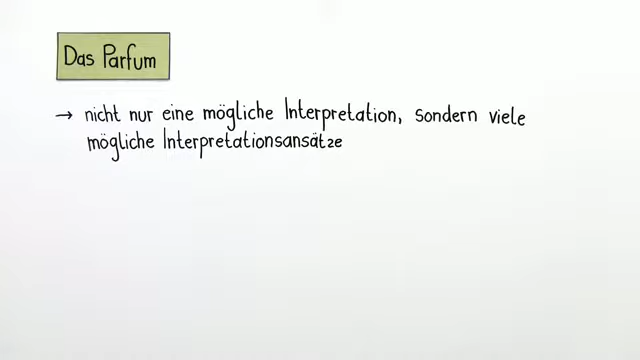 Das Parfum
→ nicht nur eine mögliche Interpretation, sondern viele
mögliche Interpretationsansätze